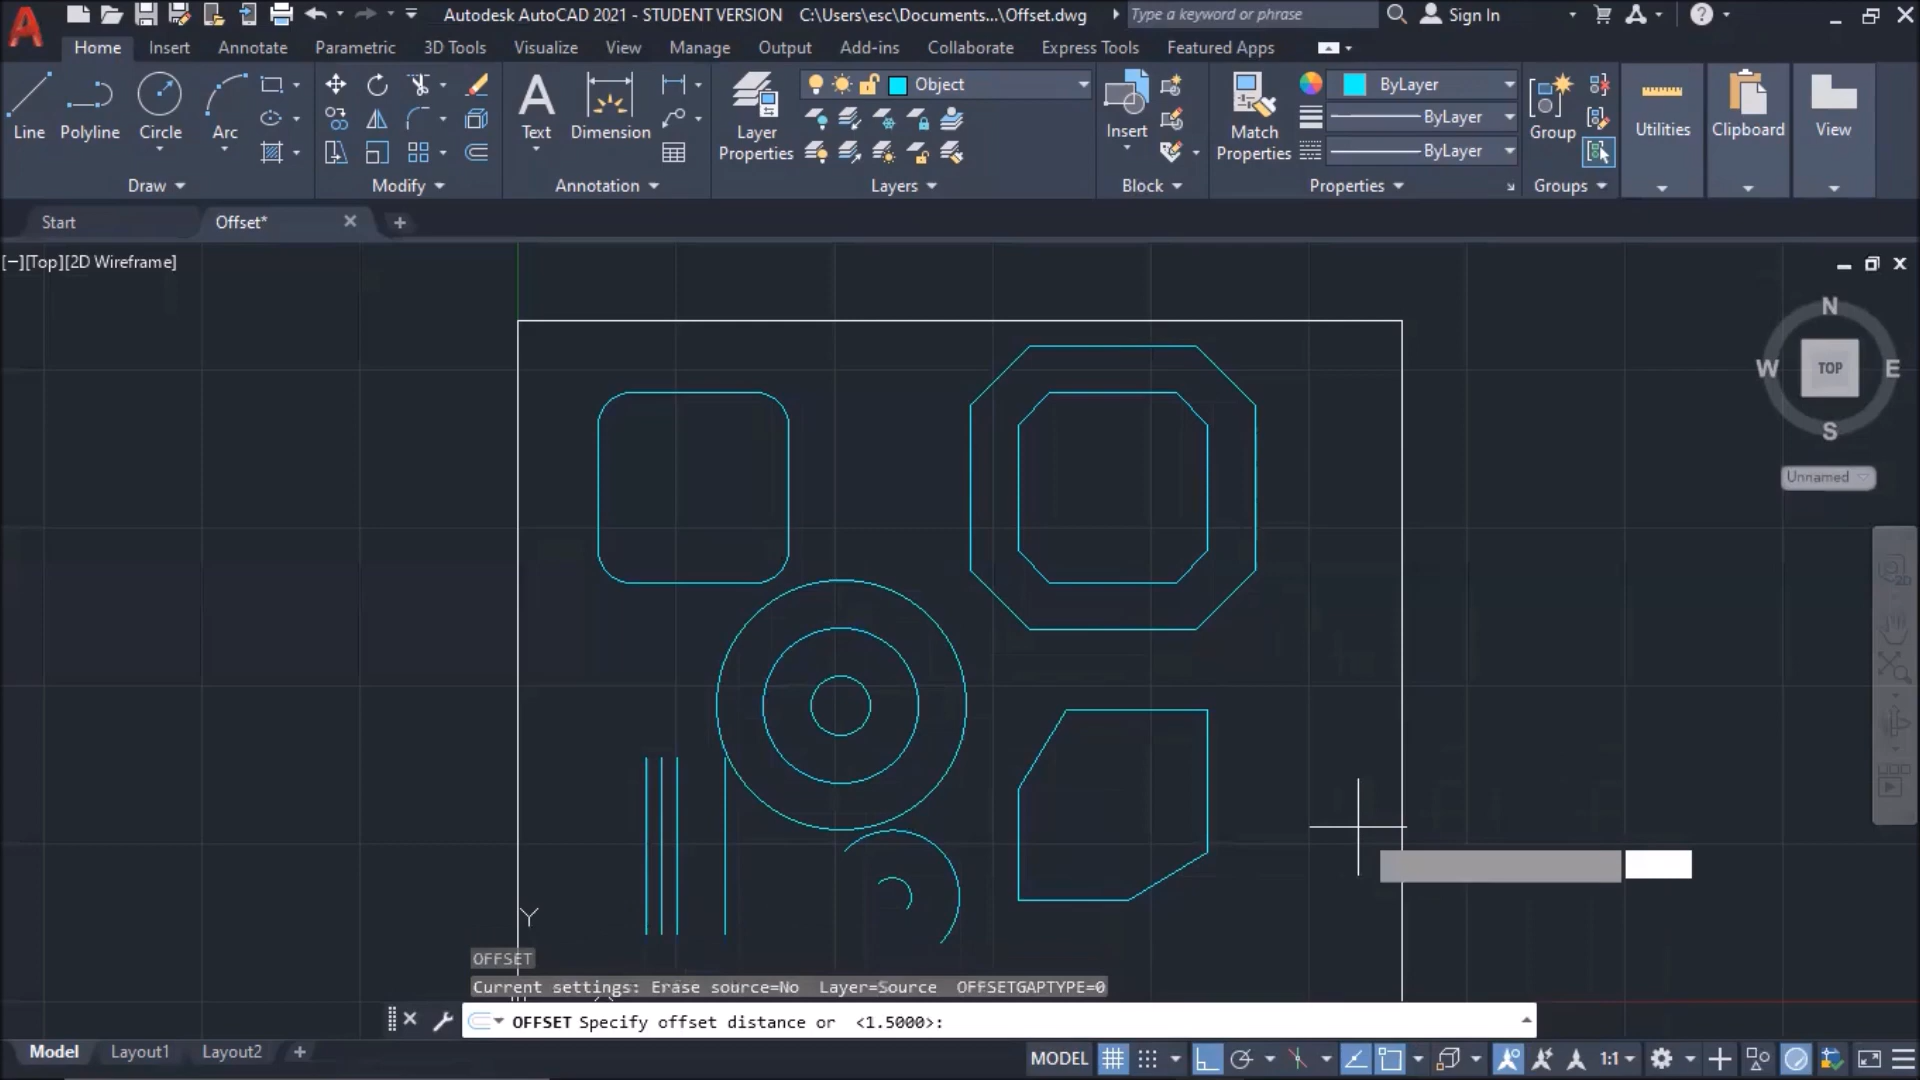 Autodesk AutoCAD 2021 - STUDENT VERSION C:\Users\esc\Documents...\Offset.dwg Type a keyword or phrase Sign In
Home Insert Annotate Parametric 3D Tools Visualize View Manage Output Add-ins Collaborate Express Tools Featured Apps
Object ByLayer
Line Polyline Circle Arc Text Dimension Layer Properties Insert Match Properties Group Utilities Clipboard View
ByLayer
ByLayer
Draw Modify Annotation Layers Block Properties Groups
Start Offset*
[−][Top][2D Wireframe]
N
W TOP E
S
Unnamed
Y
OFFSET
Current settings: Erase source=No Layer=Source OFFSETGAPTYPE=0
OFFSET Specify offset distance or <1.5000>:
Model Layout1 Layout2 MODEL 1:1